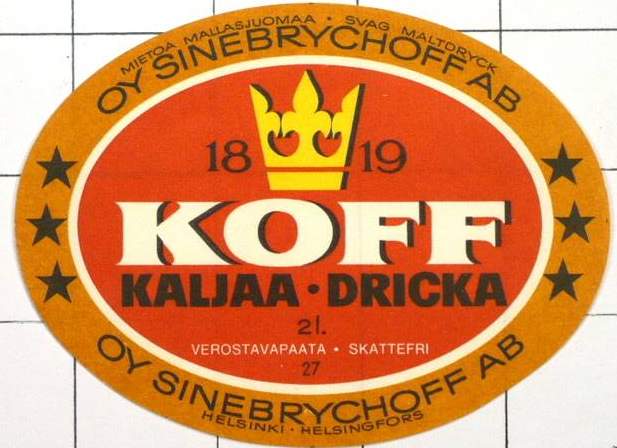 MIETOA MALLASJUOMAA • SVAG MALTDRYCK
OY SINEBRYCHOFF AB
18 19
KOFF
KALJAA • DRICKA
2 l.
VEROSTAVAPAATA • SKATTEFRI
27
OY SINEBRYCHOFF AB
HELSINKI • HELSINGFORS